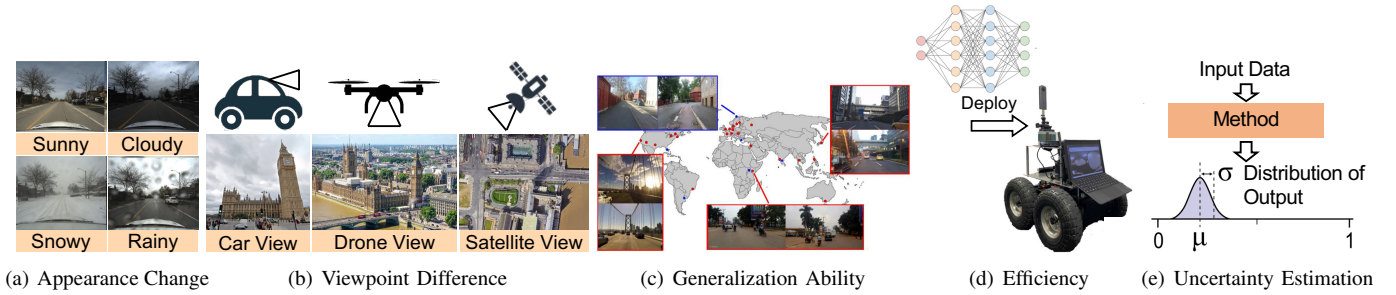 Sunny
Cloudy
Snowy
Rainy
(a) Appearance Change
Car View
Drone View
Satellite View
(b) Viewpoint Difference
(c) Generalization Ability
Deploy
(d) Efficiency
Input Data
Method
σ Distribution of
Output
0
μ
1
(e) Uncertainty Estimation